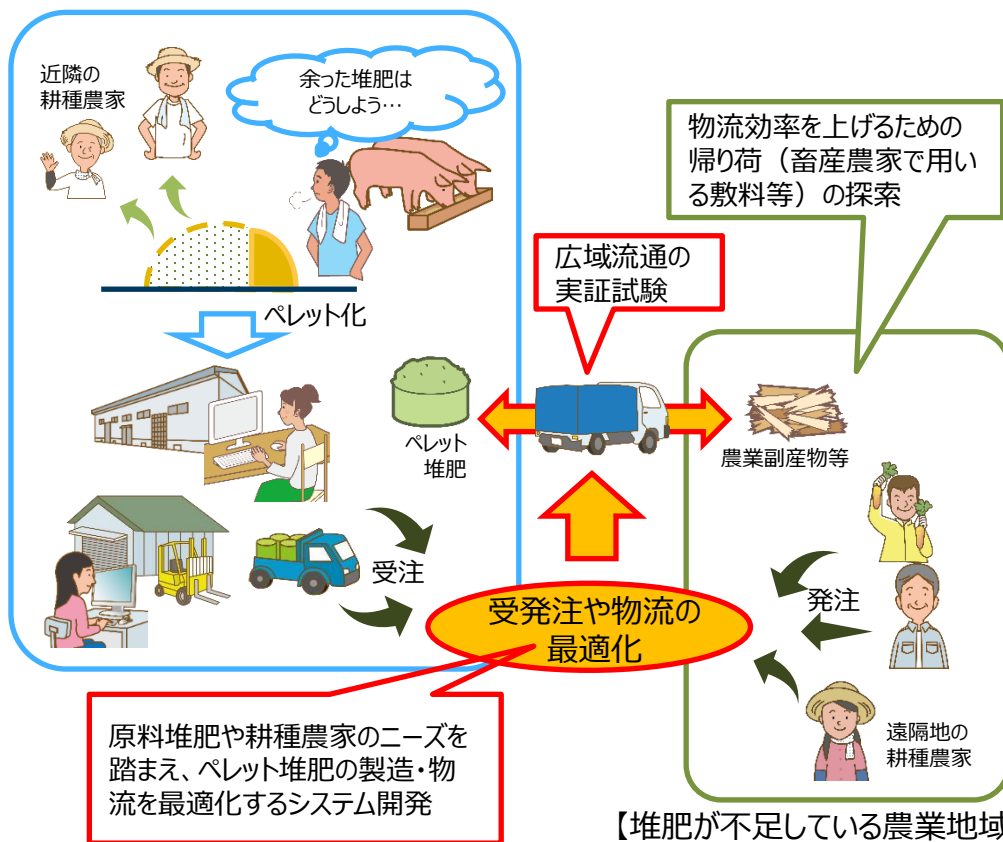 近隣の
耕種農家
余った堆肥は
どうしよう…
物流効率を上げるための
帰り荷（畜産農家で用い
る敷料等）の探索
広域流通の
実証試験
ペレット化
ペレット
堆肥
農業副産物等
受注
発注
受発注や物流の
最適化
原料堆肥や耕種農家のニーズを
踏まえ、ペレット堆肥の製造・物
流を最適化するシステム開発
遠隔地の
耕種農家
【堆肥が不足している農業地域